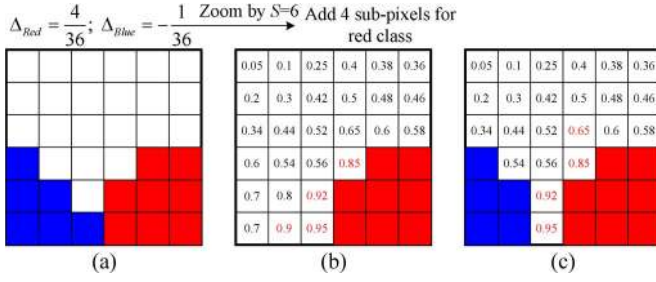 Δ_Red = 4/36; Δ_Blue = −1/36 Zoom by S=6 Add 4 sub-pixels for
red class
0.05 0.1 0.25 0.4 0.38 0.36
0.2 0.3 0.42 0.5 0.48 0.46
0.34 0.44 0.52 0.65 0.6 0.58
0.6 0.54 0.56 0.85
0.7 0.8 0.92
0.7 0.9 0.95
0.05 0.1 0.25 0.4 0.38 0.36
0.2 0.3 0.42 0.5 0.48 0.46
0.34 0.44 0.52 0.65 0.6 0.58
0.54 0.56 0.85
0.92
0.95
(a) (b) (c)